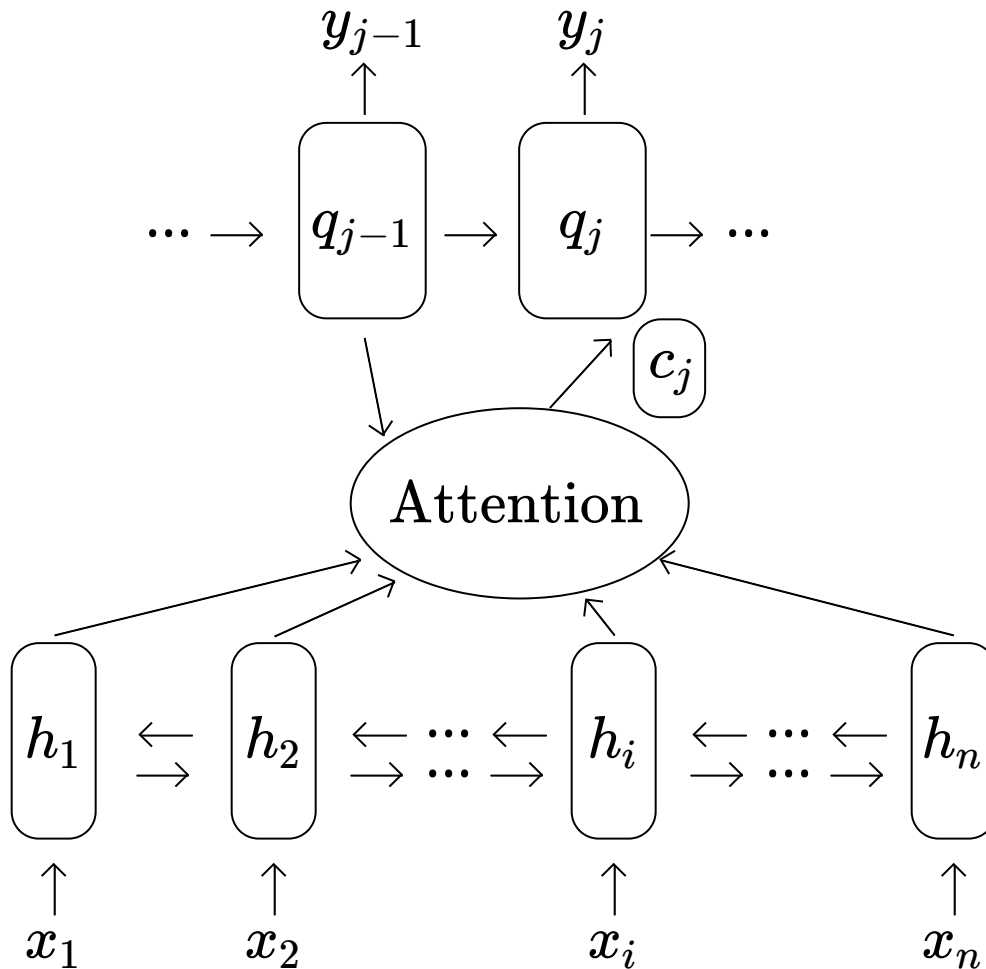 y_{j-1} y_j
... q_{j-1} q_j ...
c_j
Attention
h_1 h_2 ... h_i ... h_n
... ...
x_1 x_2 x_i x_n